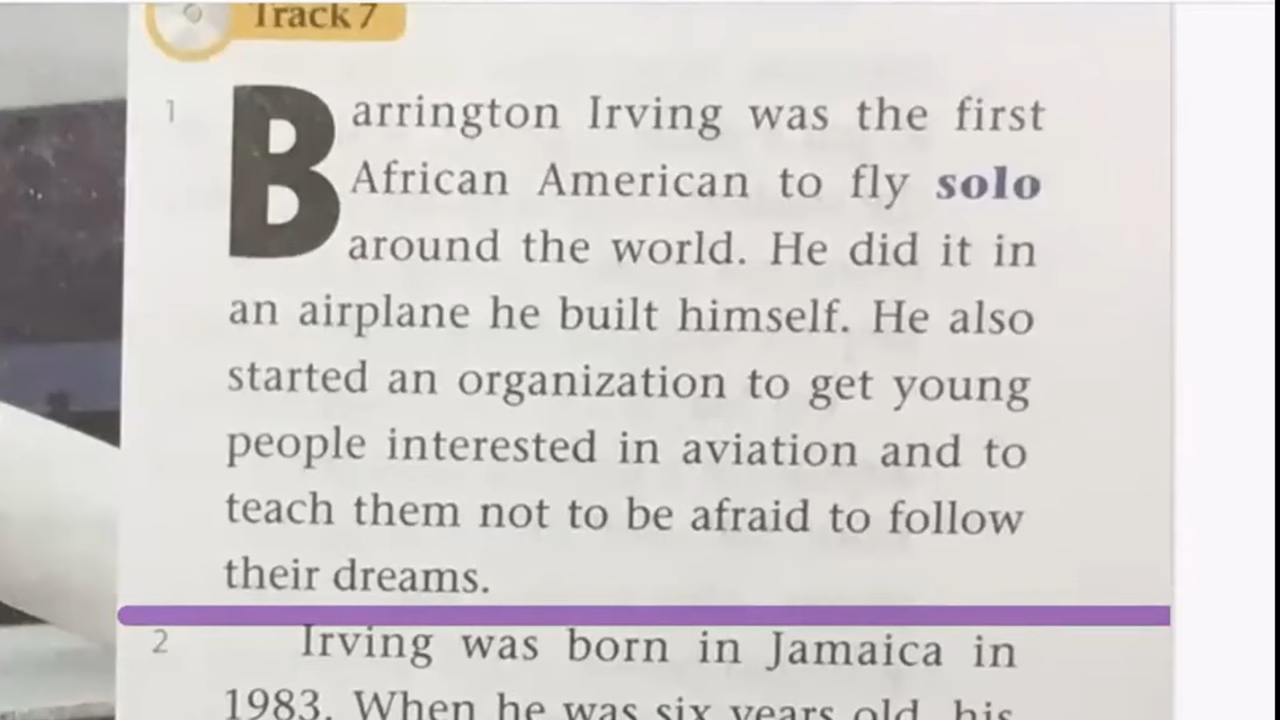 Track 7
1
Barrington Irving was the first
African American to fly solo
around the world. He did it in
an airplane he built himself. He also
started an organization to get young
people interested in aviation and to
teach them not to be afraid to follow
their dreams.
2 Irving was born in Jamaica in
1983. When he was six years old, his